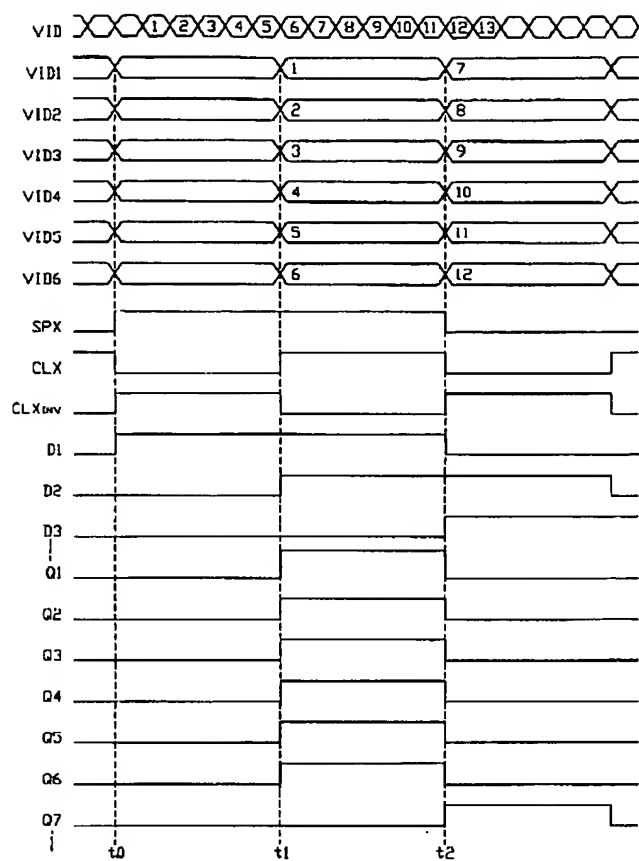 VID 1 2 3 4 5 6 7 8 9 10 11 12 13
VID1 1 7
VID2 2 8
VID3 3 9
VID4 4 10
VID5 5 11
VID6 6 12
SPX
CLX
CLXINV
D1
D2
D3
Q1
Q2
Q3
Q4
Q5
Q6
Q7
t0 t1 t2